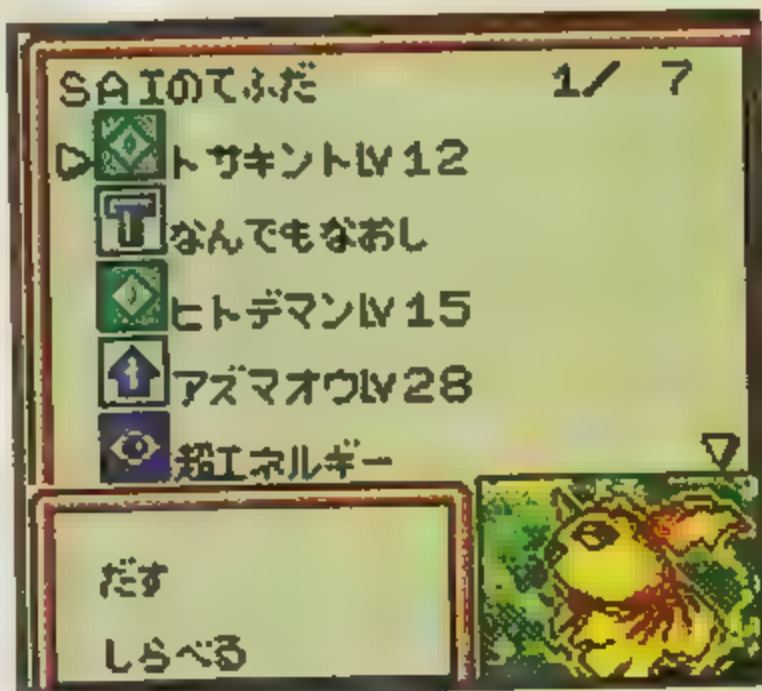 SAIのてふだ 1/ 7
トサキントLV12
なんでもなおし
ヒトデマンLV15
アズマオウLV28
超エネルギー
だす
しらべる